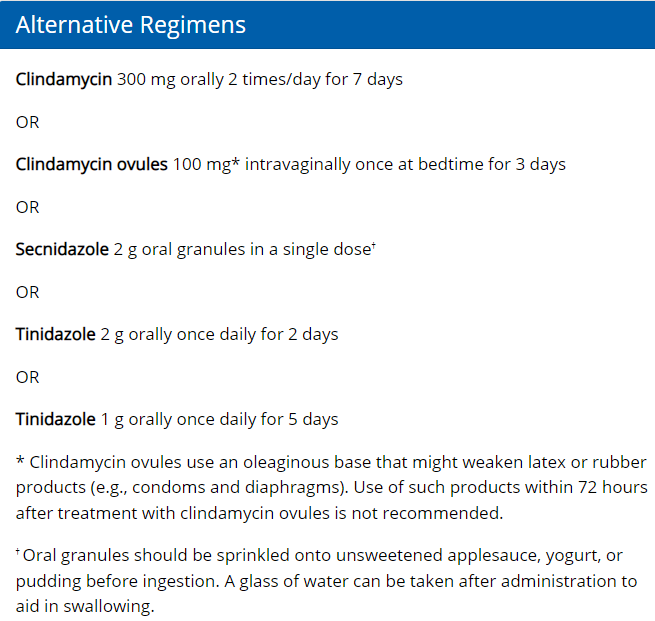 Alternative Regimens
Clindamycin 300 mg orally 2 times/day for 7 days
OR
Clindamycin ovules 100 mg* intravaginally once at bedtime for 3 days
OR
Secnidazole 2 g oral granules in a single dose†
OR
Tinidazole 2 g orally once daily for 2 days
OR
Tinidazole 1 g orally once daily for 5 days
* Clindamycin ovules use an oleaginous base that might weaken latex or rubber
products (e.g., condoms and diaphragms). Use of such products within 72 hours
after treatment with clindamycin ovules is not recommended.
† Oral granules should be sprinkled onto unsweetened applesauce, yogurt, or
pudding before ingestion. A glass of water can be taken after administration to
aid in swallowing.